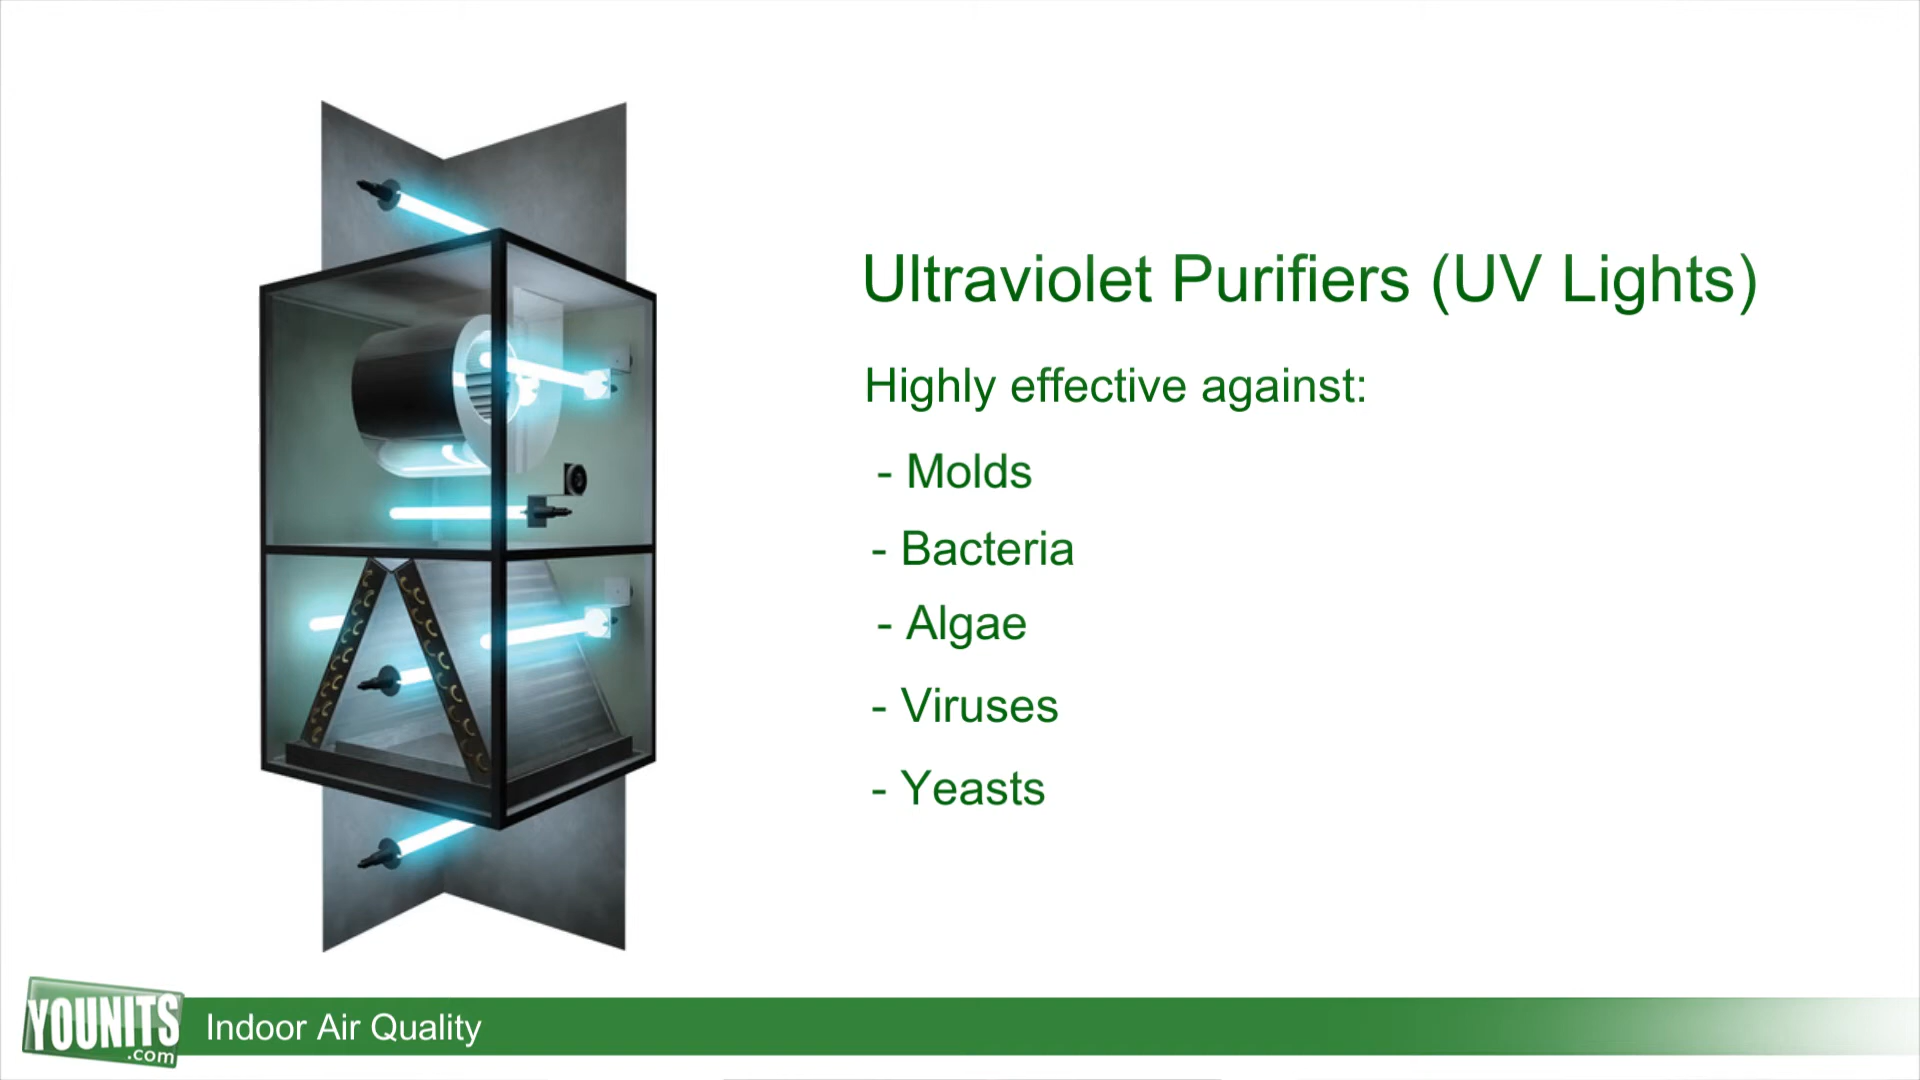 Ultraviolet Purifiers (UV Lights)
Highly effective against:
- Molds
- Bacteria
- Algae
- Viruses
- Yeasts
YOUNITS
.com
Indoor Air Quality